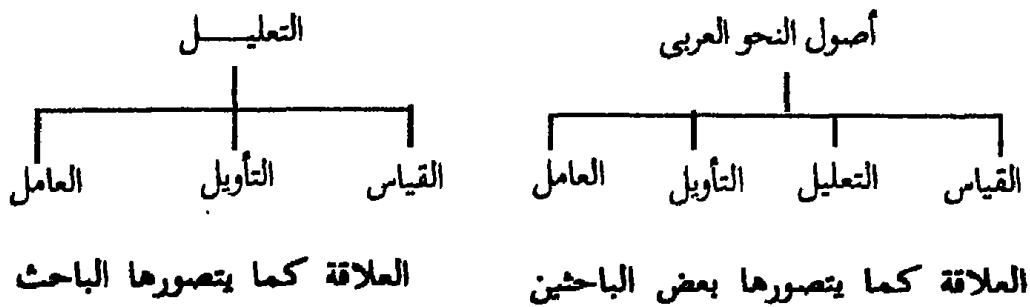 أصول النحو العربى
القياس التعليل التأويل العامل
العلاقة كما يتصورها بعض الباحثين
التعليـــل
القياس التأويل العامل
العلاقة كما يتصورها الباحث